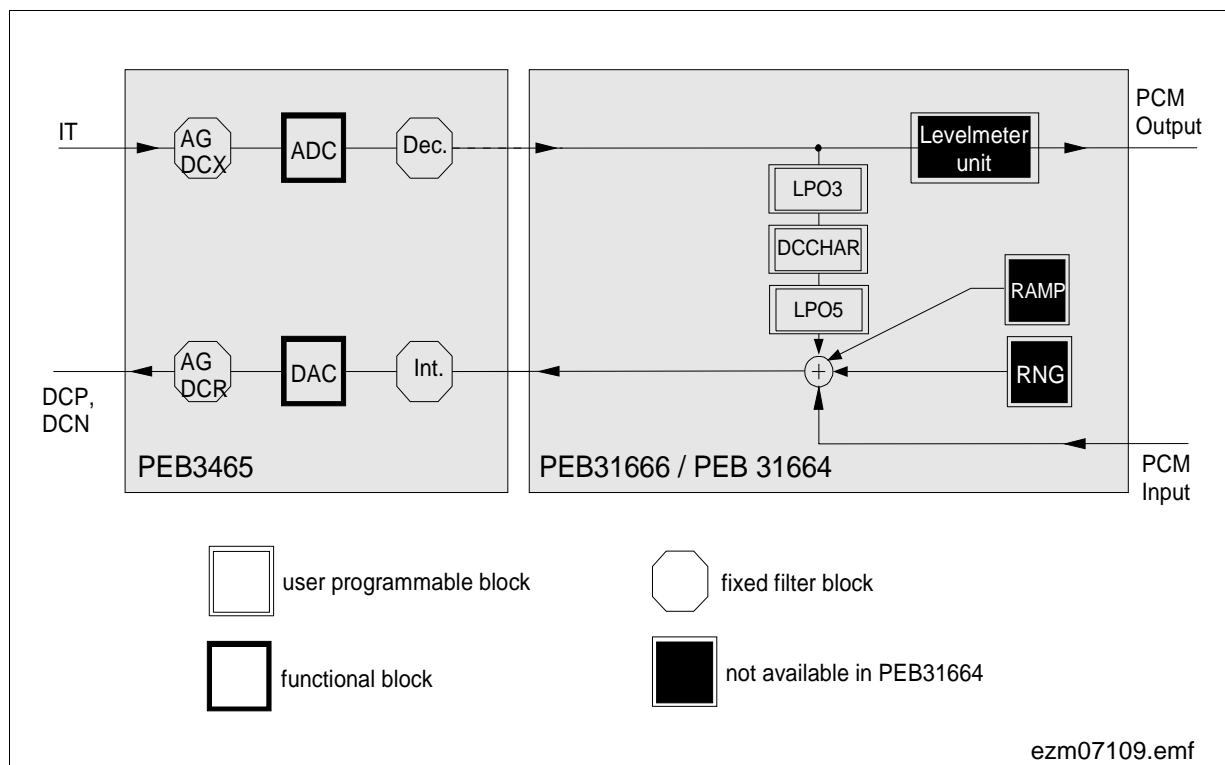 IT
AG
DCX
ADC
Dec.
Levelmeter
unit
PCM
Output
LPO3
DCCHAR
LPO5
RAMP
RNG
AG
DCR
DAC
Int.
+
DCP,
DCN
PEB3465
PEB31666 / PEB 31664
PCM
Input
user programmable block
fixed filter block
functional block
not available in PEB31664
ezm07109.emf